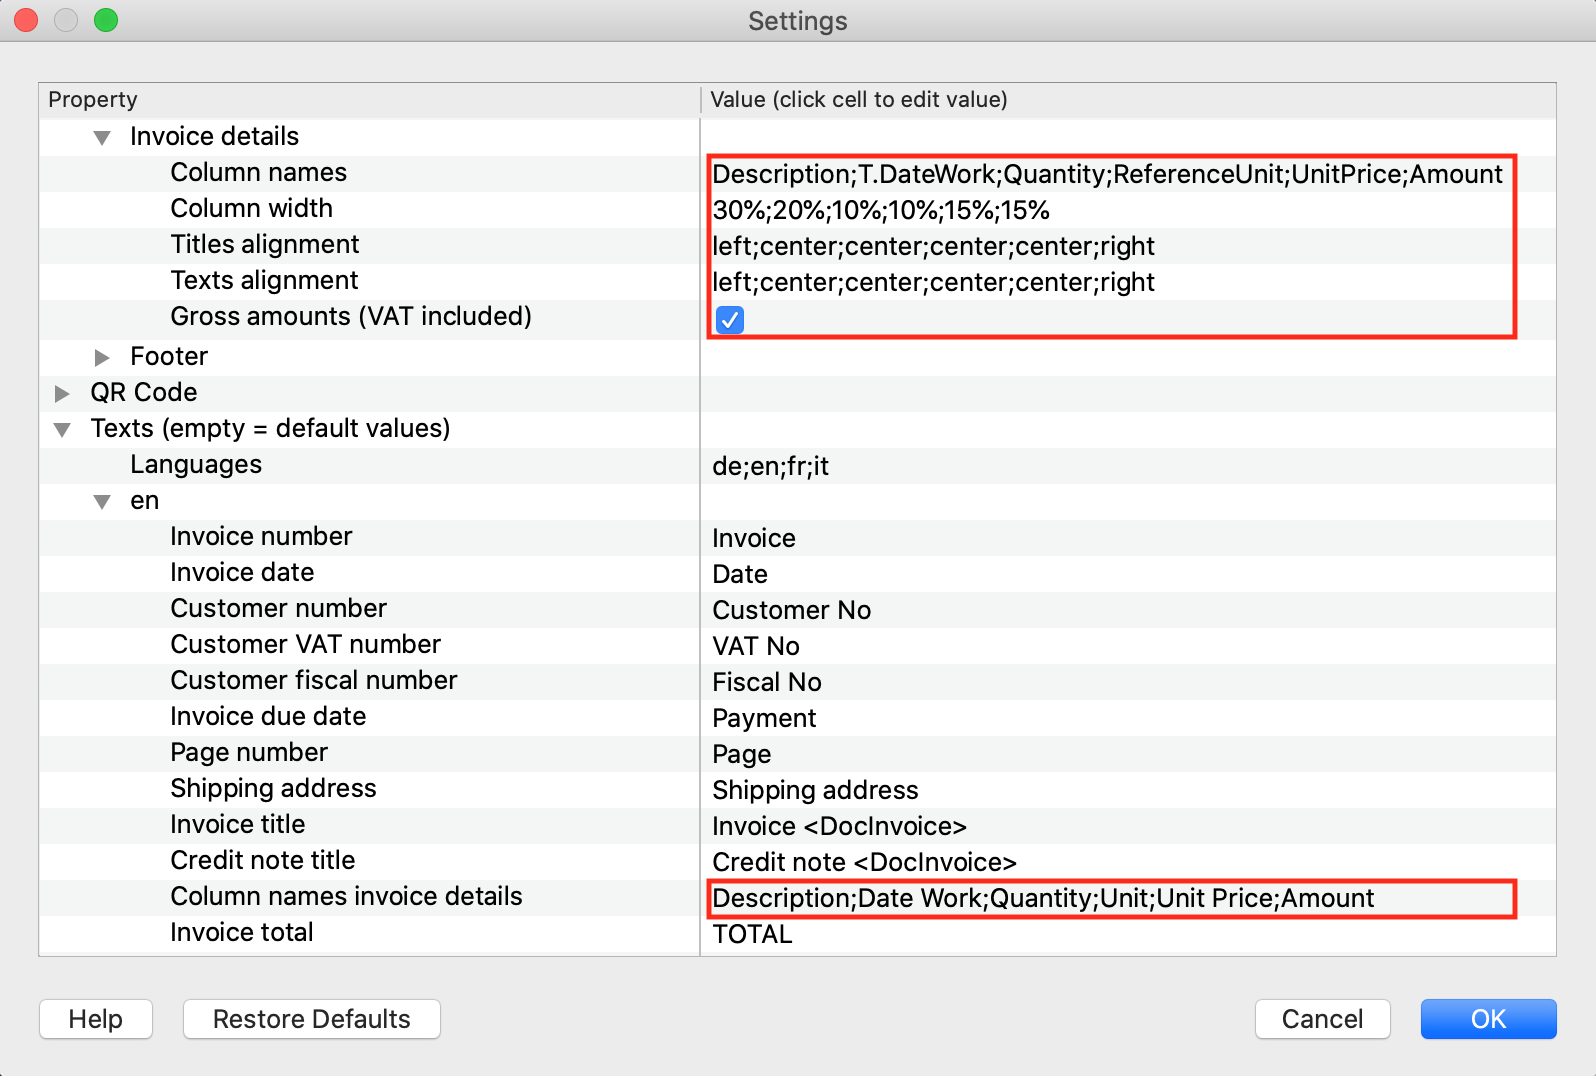 Settings
Property Value (click cell to edit value)
Invoice details
Column names Description;T.DateWork;Quantity;ReferenceUnit;UnitPrice;Amount
Column width 30%;20%;10%;10%;15%;15%
Titles alignment left;center;center;center;center;right
Texts alignment left;center;center;center;center;right
Gross amounts (VAT included)
Footer
QR Code
Texts (empty = default values)
Languages de;en;fr;it
en
Invoice number Invoice
Invoice date Date
Customer number Customer No
Customer VAT number VAT No
Customer fiscal number Fiscal No
Invoice due date Payment
Page number Page
Shipping address Shipping address
Invoice title Invoice <DocInvoice>
Credit note title Credit note <DocInvoice>
Column names invoice details Description;Date Work;Quantity;Unit;Unit Price;Amount
Invoice total TOTAL
Help Restore Defaults Cancel OK